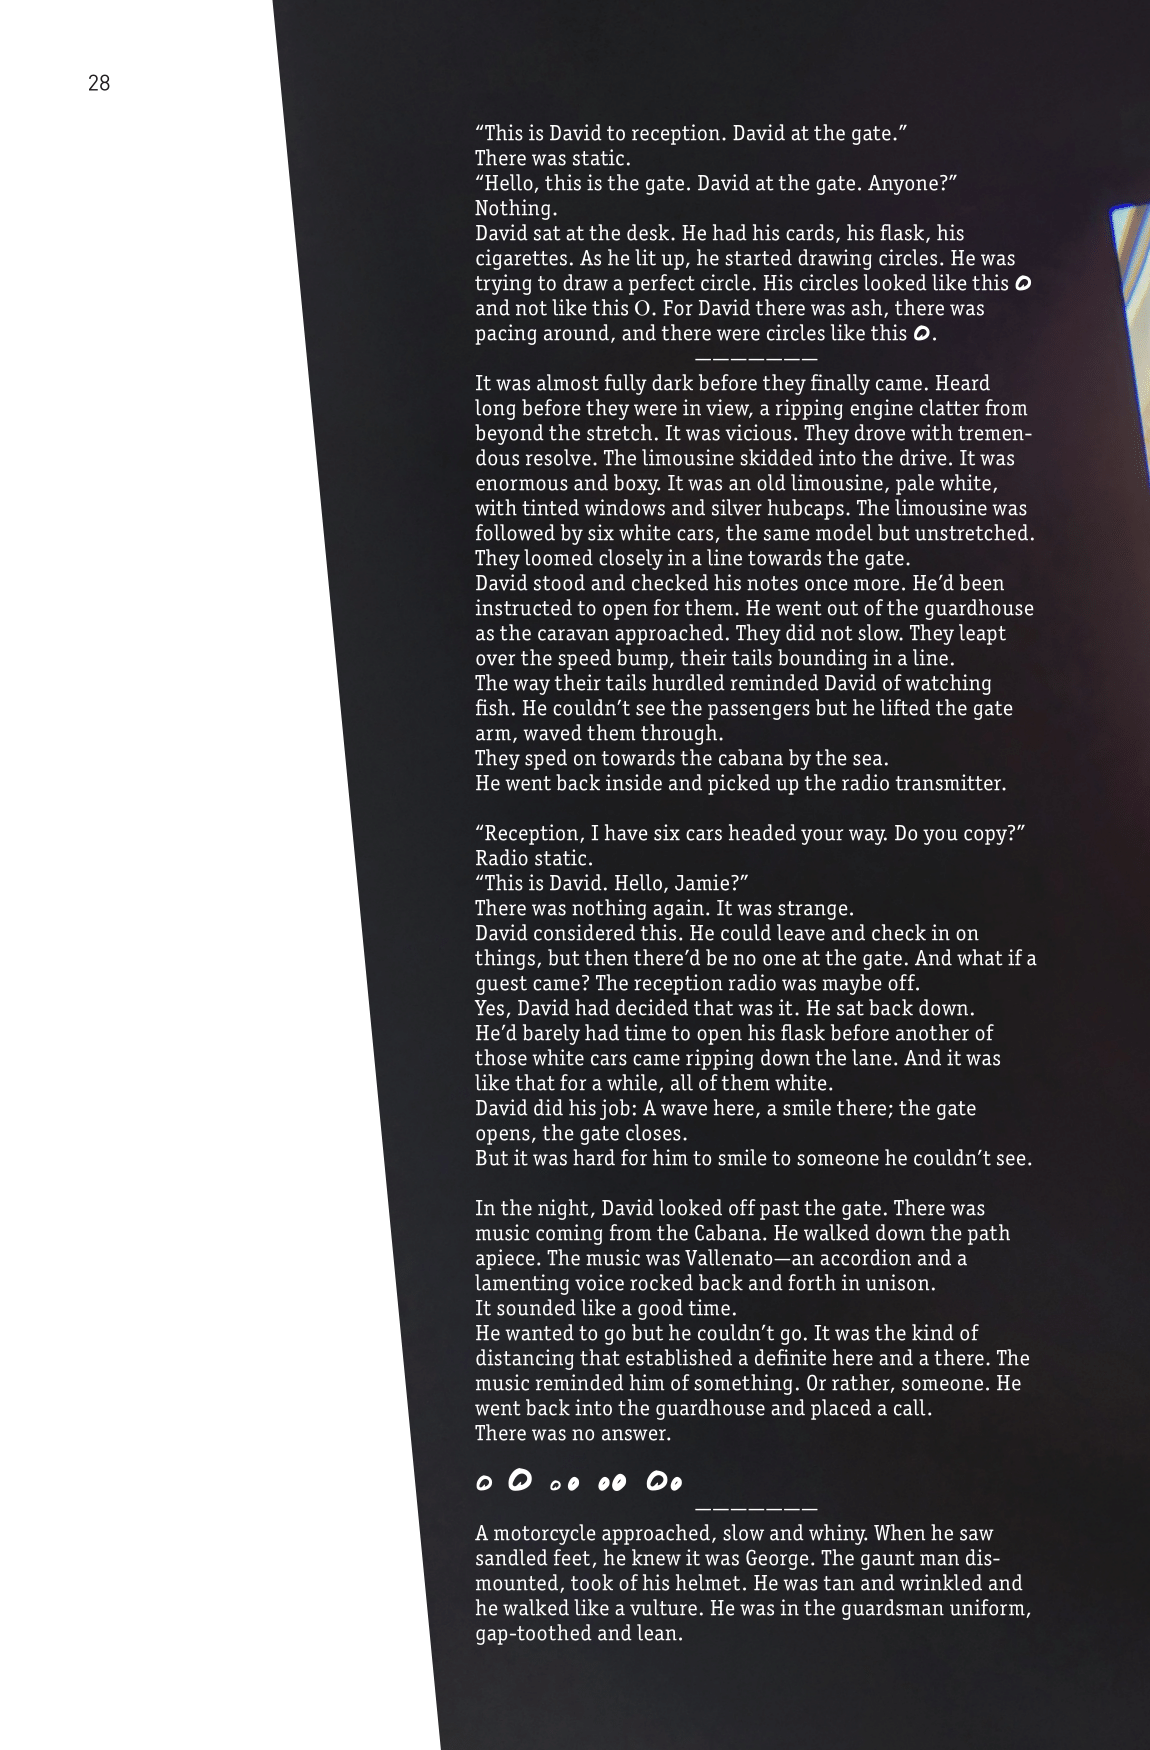 28
“This is David to reception. David at the gate.”
There was static.
“Hello, this is the gate. David at the gate. Anyone?”
Nothing.
David sat at the desk. He had his cards, his flask, his
cigarettes. As he lit up, he started drawing circles. He was
trying to draw a perfect circle. His circles looked like this O
and not like this O. For David there was ash, there was
pacing around, and there were circles like this O.
———————
It was almost fully dark before they finally came. Heard
long before they were in view, a ripping engine clatter from
beyond the stretch. It was vicious. They drove with tremen-
dous resolve. The limousine skidded into the drive. It was
enormous and boxy. It was an old limousine, pale white,
with tinted windows and silver hubcaps. The limousine was
followed by six white cars, the same model but unstretched.
They loomed closely in a line towards the gate.
David stood and checked his notes once more. He’d been
instructed to open for them. He went out of the guardhouse
as the caravan approached. They did not slow. They leapt
over the speed bump, their tails bounding in a line.
The way their tails hurdled reminded David of watching
fish. He couldn’t see the passengers but he lifted the gate
arm, waved them through.
They sped on towards the cabana by the sea.
He went back inside and picked up the radio transmitter.
“Reception, I have six cars headed your way. Do you copy?”
Radio static.
“This is David. Hello, Jamie?”
There was nothing again. It was strange.
David considered this. He could leave and check in on
things, but then there’d be no one at the gate. And what if a
guest came? The reception radio was maybe off.
Yes, David had decided that was it. He sat back down.
He’d barely had time to open his flask before another of
those white cars came ripping down the lane. And it was
like that for a while, all of them white.
David did his job: A wave here, a smile there; the gate
opens, the gate closes.
But it was hard for him to smile to someone he couldn’t see.
In the night, David looked off past the gate. There was
music coming from the Cabana. He walked down the path
apiece. The music was Vallenato—an accordion and a
lamenting voice rocked back and forth in unison.
It sounded like a good time.
He wanted to go but he couldn’t go. It was the kind of
distancing that established a definite here and a there. The
music reminded him of something. Or rather, someone. He
went back into the guardhouse and placed a call.
There was no answer.
o O o o o o O o
———————
A motorcycle approached, slow and whiny. When he saw
sandled feet, he knew it was George. The gaunt man dis-
mounted, took of his helmet. He was tan and wrinkled and
he walked like a vulture. He was in the guardsman uniform,
gap-toothed and lean.